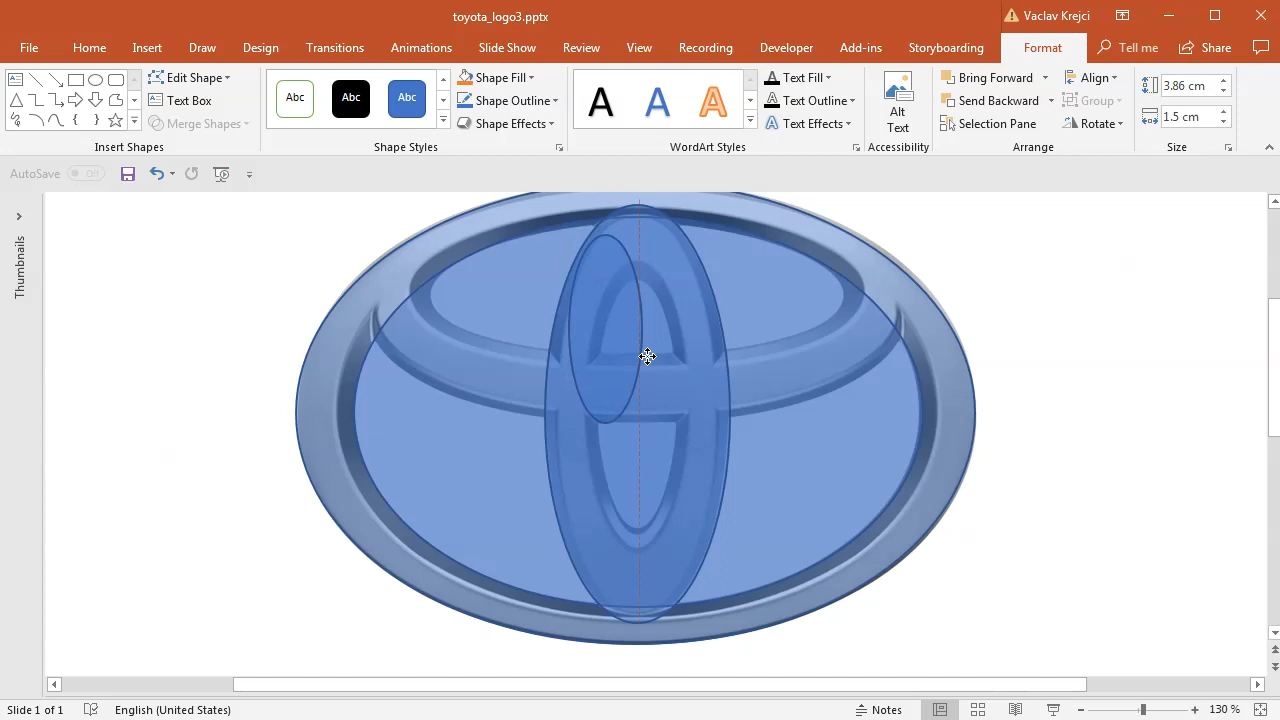 toyota_logo3.pptx
Vaclav Krejci
File Home Insert Draw Design Transitions Animations Slide Show Review View Recording Developer Add-ins Storyboarding Format Tell me Share
Edit Shape
Text Box
Merge Shapes
Insert Shapes
Abc Abc Abc
Shape Fill
Shape Outline
Shape Effects
Shape Styles
A A A
Text Fill
Text Outline
Text Effects
WordArt Styles
Alt
Text
Accessibility
Bring Forward
Send Backward
Selection Pane
Align
Group
Rotate
Arrange
3.86 cm
1.5 cm
Size
AutoSave Off
Thumbnails
Slide 1 of 1 English (United States) Notes 130 %